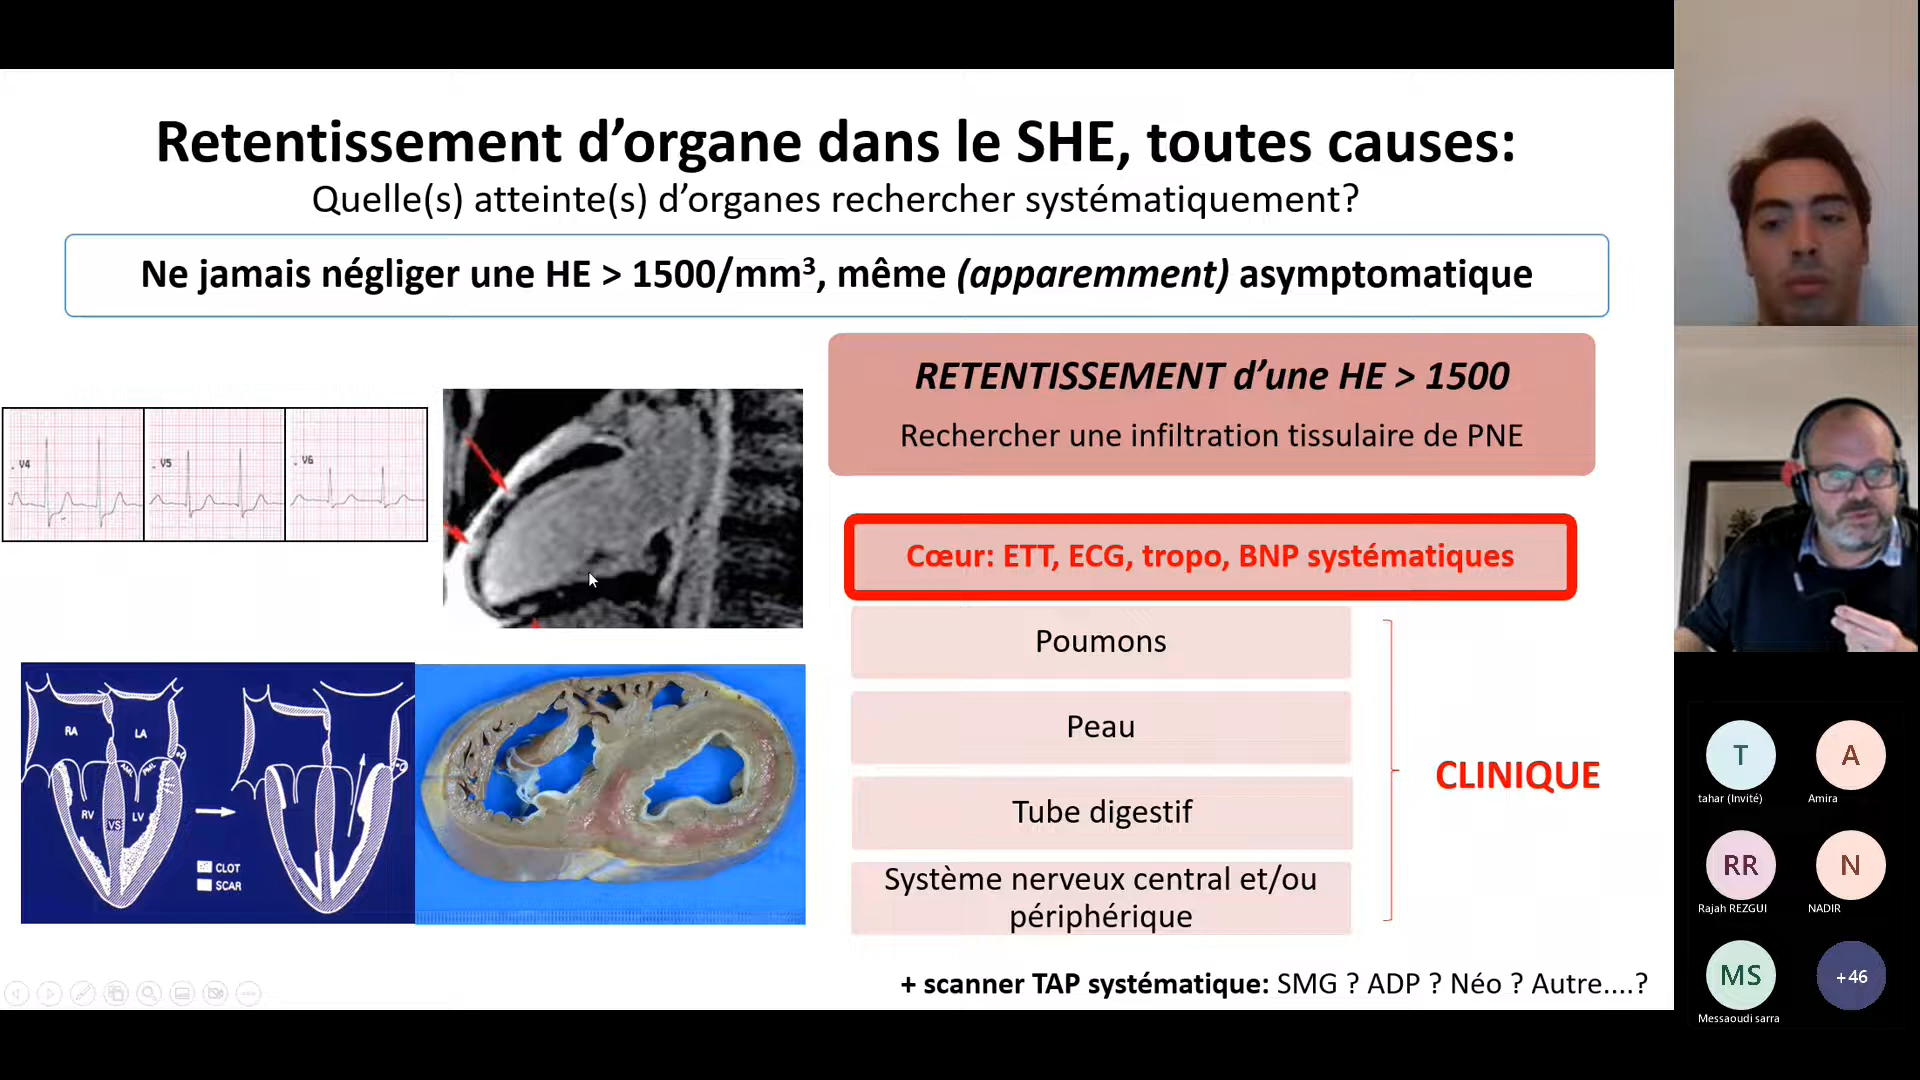 Retentissement d’organe dans le SHE, toutes causes:
Quelle(s) atteinte(s) d’organes rechercher systématiquement?
Ne jamais négliger une HE > 1500/mm³, même (apparemment) asymptomatique
RETENTISSEMENT d’une HE > 1500
Rechercher une infiltration tissulaire de PNE
V4
V5
V6
Cœur: ETT, ECG, tropo, BNP systématiques
Poumons
Peau
Tube digestif
Système nerveux central et/ou
périphérique
CLINIQUE
RA
LA
RV
VS
LV
CLOT
SCAR
+ scanner TAP systématique: SMG ? ADP ? Néo ? Autre....?
T
A
tahar (Invité)
Amira
RR
N
Rajah REZGUI
NADIR
MS
+46
Messaoudi sarra